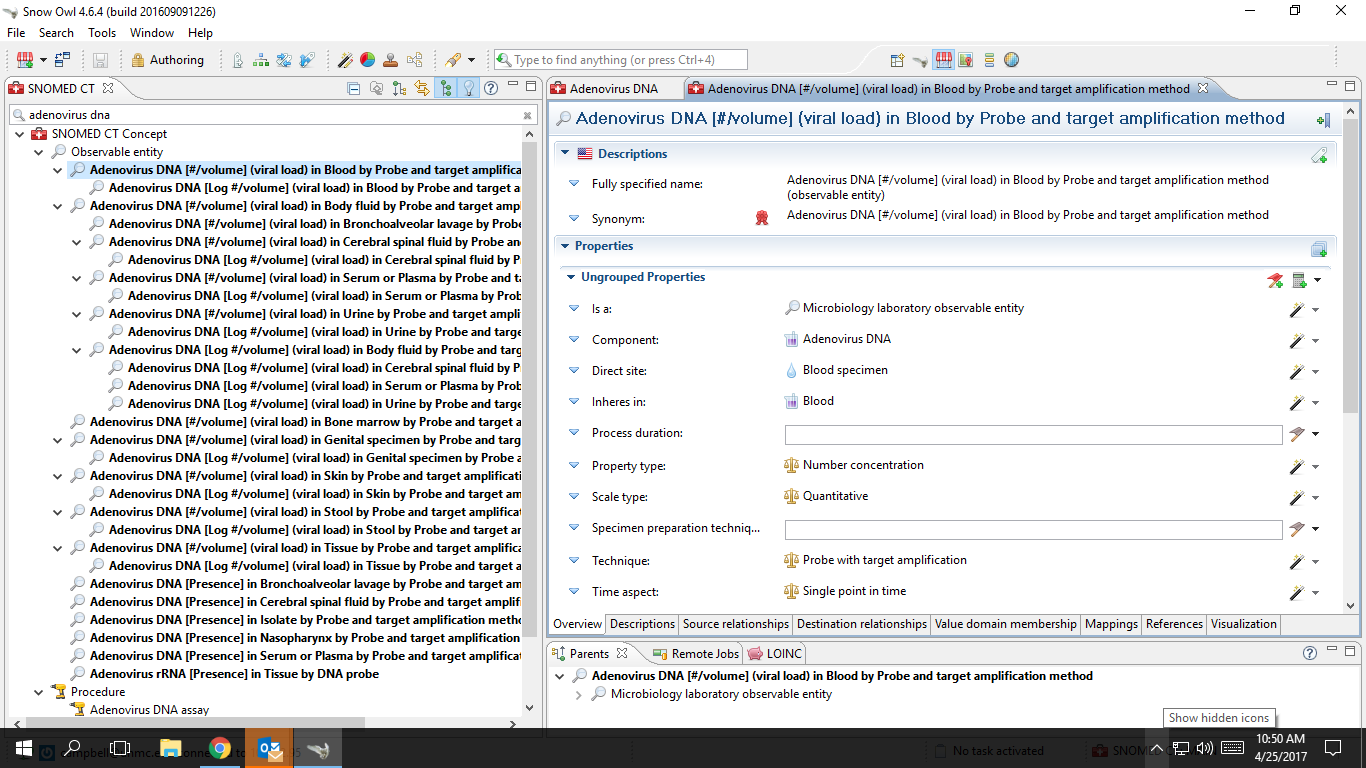 Snow Owl 4.6.4 (build 201609091226)
File Search Tools Window Help
Authoring
Type to find anything (or press Ctrl+4)
SNOMED CT
adenovirus dna
SNOMED CT Concept
Observable entity
Adenovirus DNA [#/volume] (viral load) in Blood by Probe and target amplifica
Adenovirus DNA [Log #/volume] (viral load) in Blood by Probe and target a
Adenovirus DNA [#/volume] (viral load) in Body fluid by Probe and target amp
Adenovirus DNA [#/volume] (viral load) in Bronchoalveolar lavage by Probe
Adenovirus DNA [#/volume] (viral load) in Cerebral spinal fluid by Probe an
Adenovirus DNA [Log #/volume] (viral load) in Cerebral spinal fluid by P
Adenovirus DNA [#/volume] (viral load) in Serum or Plasma by Probe and ta
Adenovirus DNA [Log #/volume] (viral load) in Serum or Plasma by Prob
Adenovirus DNA [#/volume] (viral load) in Urine by Probe and target ampli
Adenovirus DNA [Log #/volume] (viral load) in Urine by Probe and targe
Adenovirus DNA [Log #/volume] (viral load) in Body fluid by Probe and targ
Adenovirus DNA [Log #/volume] (viral load) in Cerebral spinal fluid by P
Adenovirus DNA [Log #/volume] (viral load) in Serum or Plasma by Prob
Adenovirus DNA [Log #/volume] (viral load) in Urine by Probe and targe
Adenovirus DNA [#/volume] (viral load) in Bone marrow by Probe and target a
Adenovirus DNA [#/volume] (viral load) in Genital specimen by Probe and targ
Adenovirus DNA [Log #/volume] (viral load) in Genital specimen by Probe a
Adenovirus DNA [#/volume] (viral load) in Skin by Probe and target amplificati
Adenovirus DNA [Log #/volume] (viral load) in Skin by Probe and target am
Adenovirus DNA [#/volume] (viral load) in Stool by Probe and target amplificat
Adenovirus DNA [Log #/volume] (viral load) in Stool by Probe and target an
Adenovirus DNA [#/volume] (viral load) in Tissue by Probe and target amplifica
Adenovirus DNA [Log #/volume] (viral load) in Tissue by Probe and target a
Adenovirus DNA [Presence] in Bronchoalveolar lavage by Probe and target am
Adenovirus DNA [Presence] in Cerebral spinal fluid by Probe and target amplif
Adenovirus DNA [Presence] in Isolate by Probe and target amplification metho
Adenovirus DNA [Presence] in Nasopharynx by Probe and target amplification
Adenovirus DNA [Presence] in Serum or Plasma by Probe and target amplificat
Adenovirus rRNA [Presence] in Tissue by DNA probe
Procedure
Adenovirus DNA assay
Adenovirus DNA
Adenovirus DNA [#/volume] (viral load) in Blood by Probe and target amplification method
Adenovirus DNA [#/volume] (viral load) in Blood by Probe and target amplification method
Descriptions
Fully specified name: Adenovirus DNA [#/volume] (viral load) in Blood by Probe and target amplification method
(observable entity)
Synonym: Adenovirus DNA [#/volume] (viral load) in Blood by Probe and target amplification method
Properties
Ungrouped Properties
Is a: Microbiology laboratory observable entity
Component: Adenovirus DNA
Direct site: Blood specimen
Inheres in: Blood
Process duration:
Property type: Number concentration
Scale type: Quantitative
Specimen preparation techniq...
Technique: Probe with target amplification
Time aspect: Single point in time
Overview Descriptions Source relationships Destination relationships Value domain membership Mappings References Visualization
Parents Remote Jobs LOINC
Adenovirus DNA [#/volume] (viral load) in Blood by Probe and target amplification method
Microbiology laboratory observable entity
Show hidden icons
No task activated
10:50 AM
4/25/2017